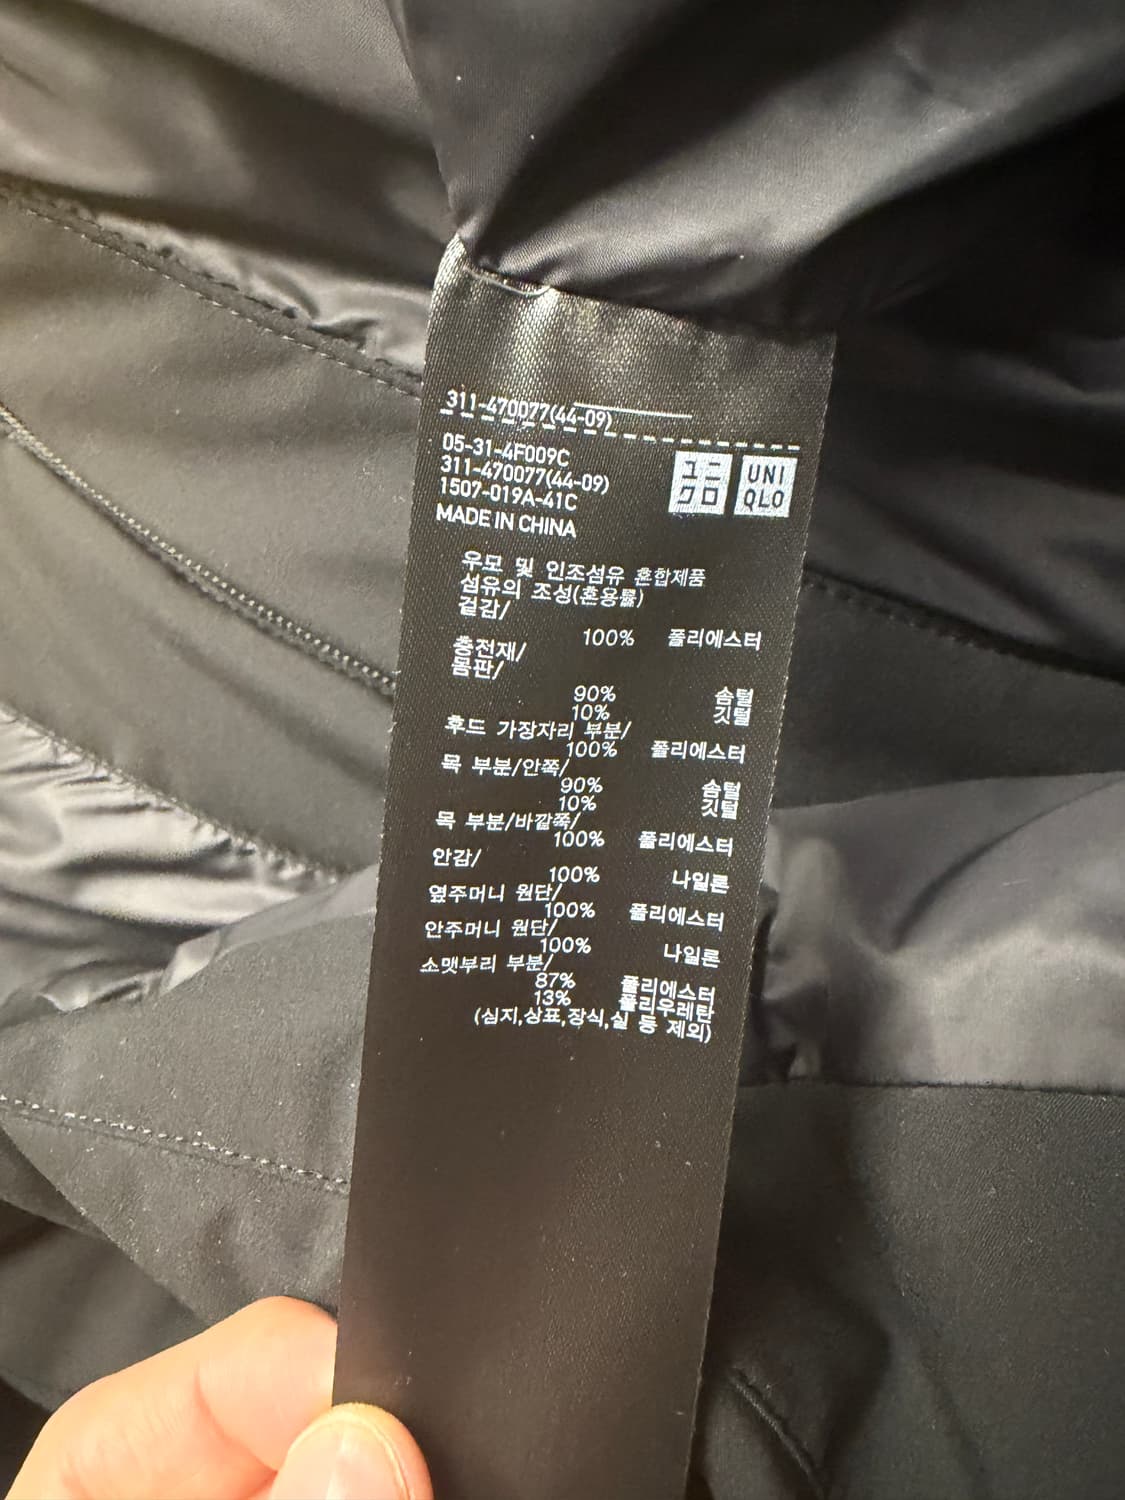 311-470077(44-09)
05-31-4F009C
311-470077(44-09)
1507-019A-41C
MADE IN CHINA
ユニ
クロ
UNI
QLO
우모 및 인조섬유 혼합제품
섬유의 조성(혼용률)
겉감/
100% 폴리에스터
충전재/
몸판/
90% 솜털
10% 깃털
후드 가장자리 부분/
100% 폴리에스터
목 부분/안쪽/
90% 솜털
10% 깃털
목 부분/바깥쪽/
100% 폴리에스터
안감/
100% 나일론
옆주머니 원단/
100% 폴리에스터
안주머니 원단/
100% 나일론
소맷부리 부분/
87% 폴리에스터
13% 폴리우레탄
(심지,상표,장식,실 등 제외)